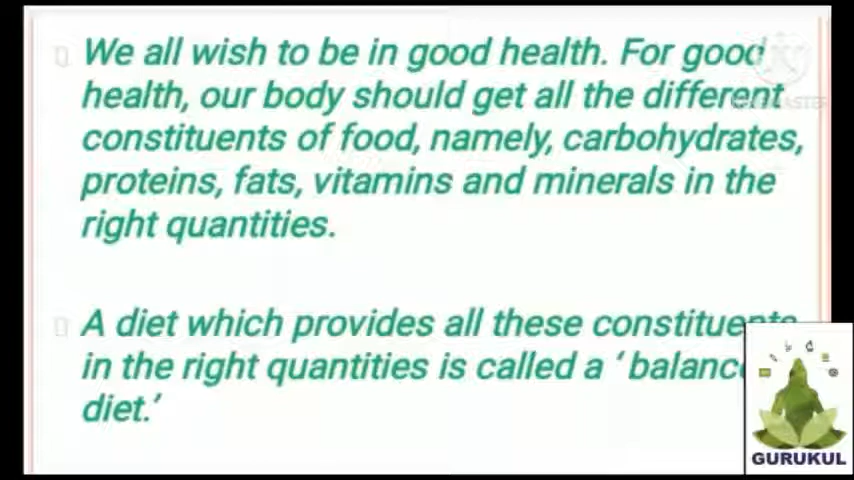 We all wish to be in good health. For good
health, our body should get all the different
constituents of food, namely, carbohydrates,
proteins, fats, vitamins and minerals in the
right quantities.
A diet which provides all these constituents
in the right quantities is called a ‘ balance
diet.’
GURUKUL